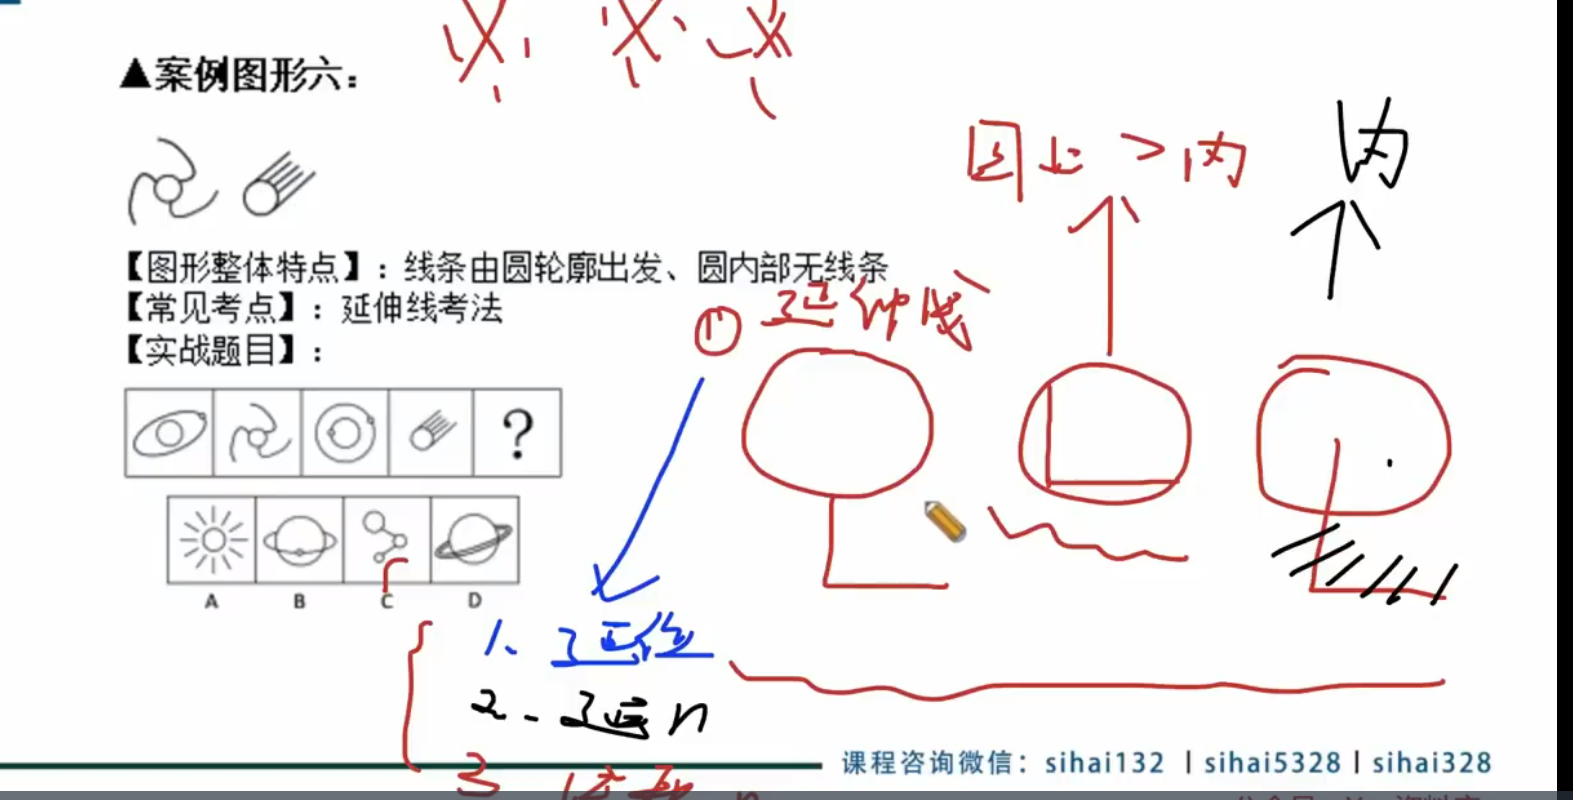 ▲案例图形六：
图上 > 内
内
【图形整体特点】：线条由圆轮廓出发、圆内部无线条
① 延伸线
【常见考点】：延伸线考法
【实战题目】：
?
A B C D
1、延伸
2、延 n
3
课程咨询微信：sihai132 | sihai5328 | sihai328